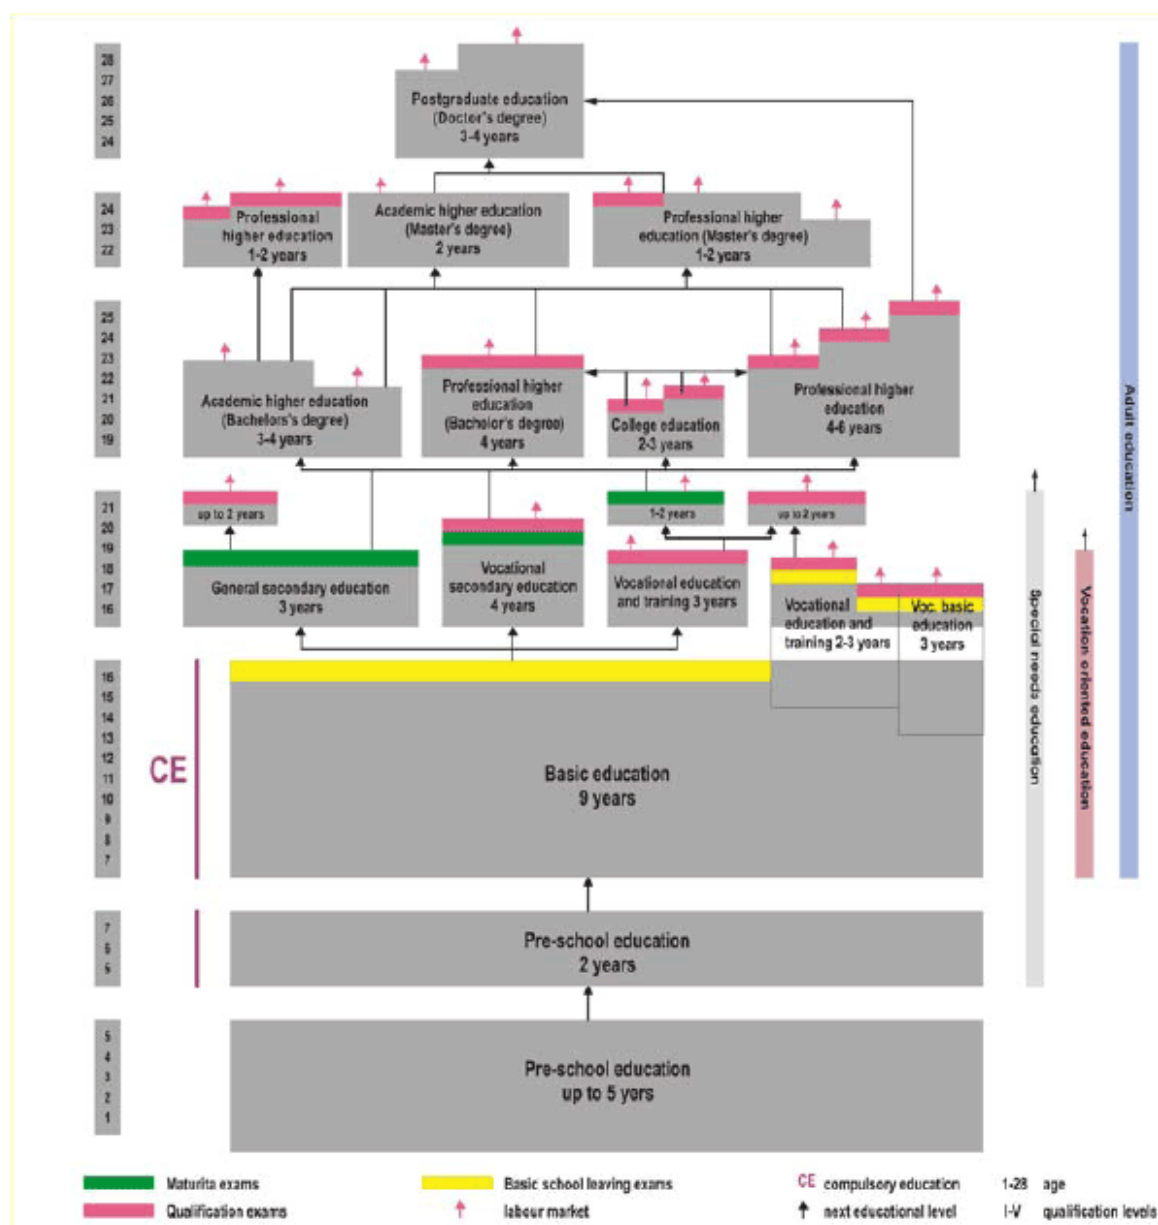 28
27
26
25
24
Postgraduate education
(Doctor's degree)
3-4 years
24
23
22
Professional
higher education
1-2 years
Academic higher education
(Master's degree)
2 years
Professional higher
education (Master's degree)
1-2 years
25
24
23
22
21
20
19
Academic higher education
(Bachelors's degree)
3-4 years
Professional higher
education
(Bachelor's degree)
4 years
College education
2-3 years
Professional higher
education
4-6 years
21
20
19
18
17
16
up to 2 years
1-2 years
up to 2 years
General secondary education
3 years
Vocational
secondary education
4 years
Vocational education
and training 3 years
Vocational
education and
training 2-3 years
Voc. basic
education
3 years
16
15
14
13
12
11
10
9
8
7
CE
Basic education
9 years
7
6
5
Pre-school education
2 years
5
4
3
2
1
Pre-school education
up to 5 yers
Special needs education
Vocation oriented education
Adult education
Maturita exams
Basic school leaving exams
CE compulsory education
1-28 age
Qualification exams
labour market
next educational level
I-V qualification levels